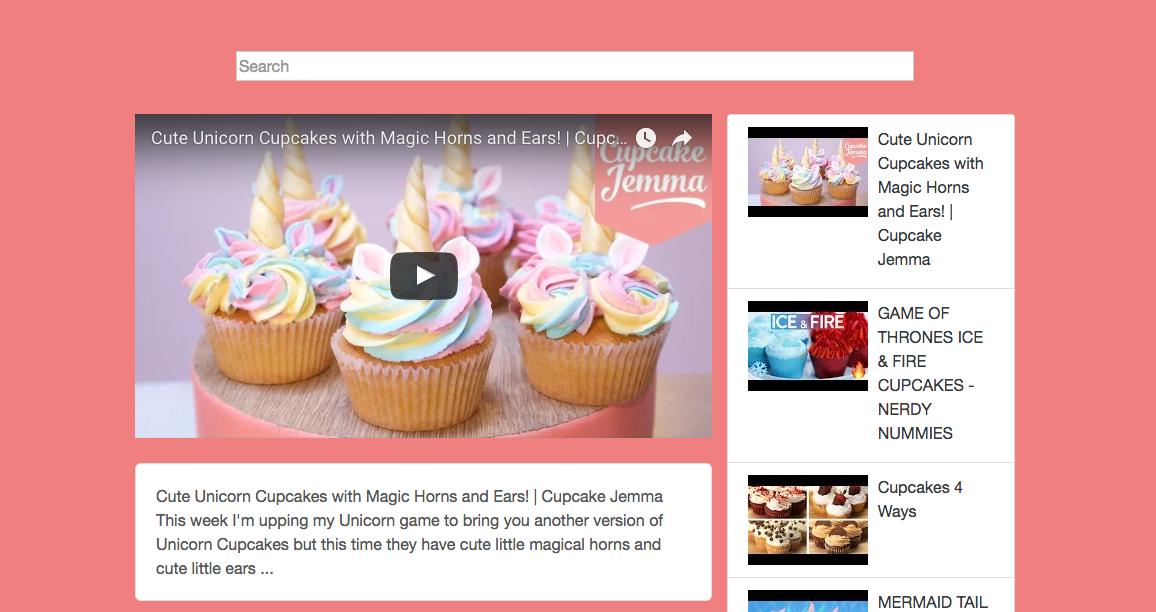 Search
Cute Unicorn Cupcakes with Magic Horns and Ears! | Cupc...
Cupcake
Jemma
Cute Unicorn Cupcakes with Magic Horns and Ears! | Cupcake Jemma
This week I'm upping my Unicorn game to bring you another version of
Unicorn Cupcakes but this time they have cute little magical horns and
cute little ears ...
Cute Unicorn
Cupcakes with
Magic Horns
and Ears! |
Cupcake
Jemma
ICE & FIRE
GAME OF
THRONES ICE
& FIRE
CUPCAKES -
NERDY
NUMMIES
Cupcakes 4
Ways
MERMAID TAIL